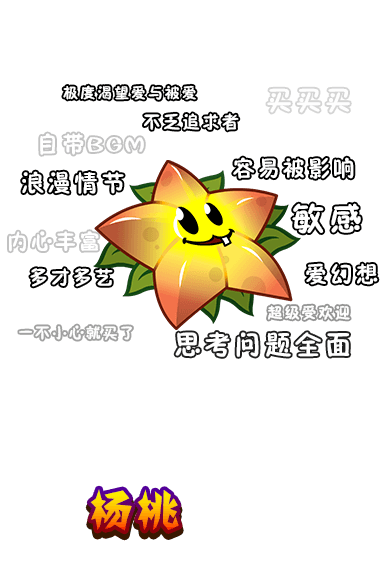 极度渴望爱与被爱
买买买
不乏追求者
自带BGM
容易被影响
浪漫情节
敏感
内心丰富
多才多艺
爱幻想
超级受欢迎
一不小心就买了
思考问题全面
杨桃